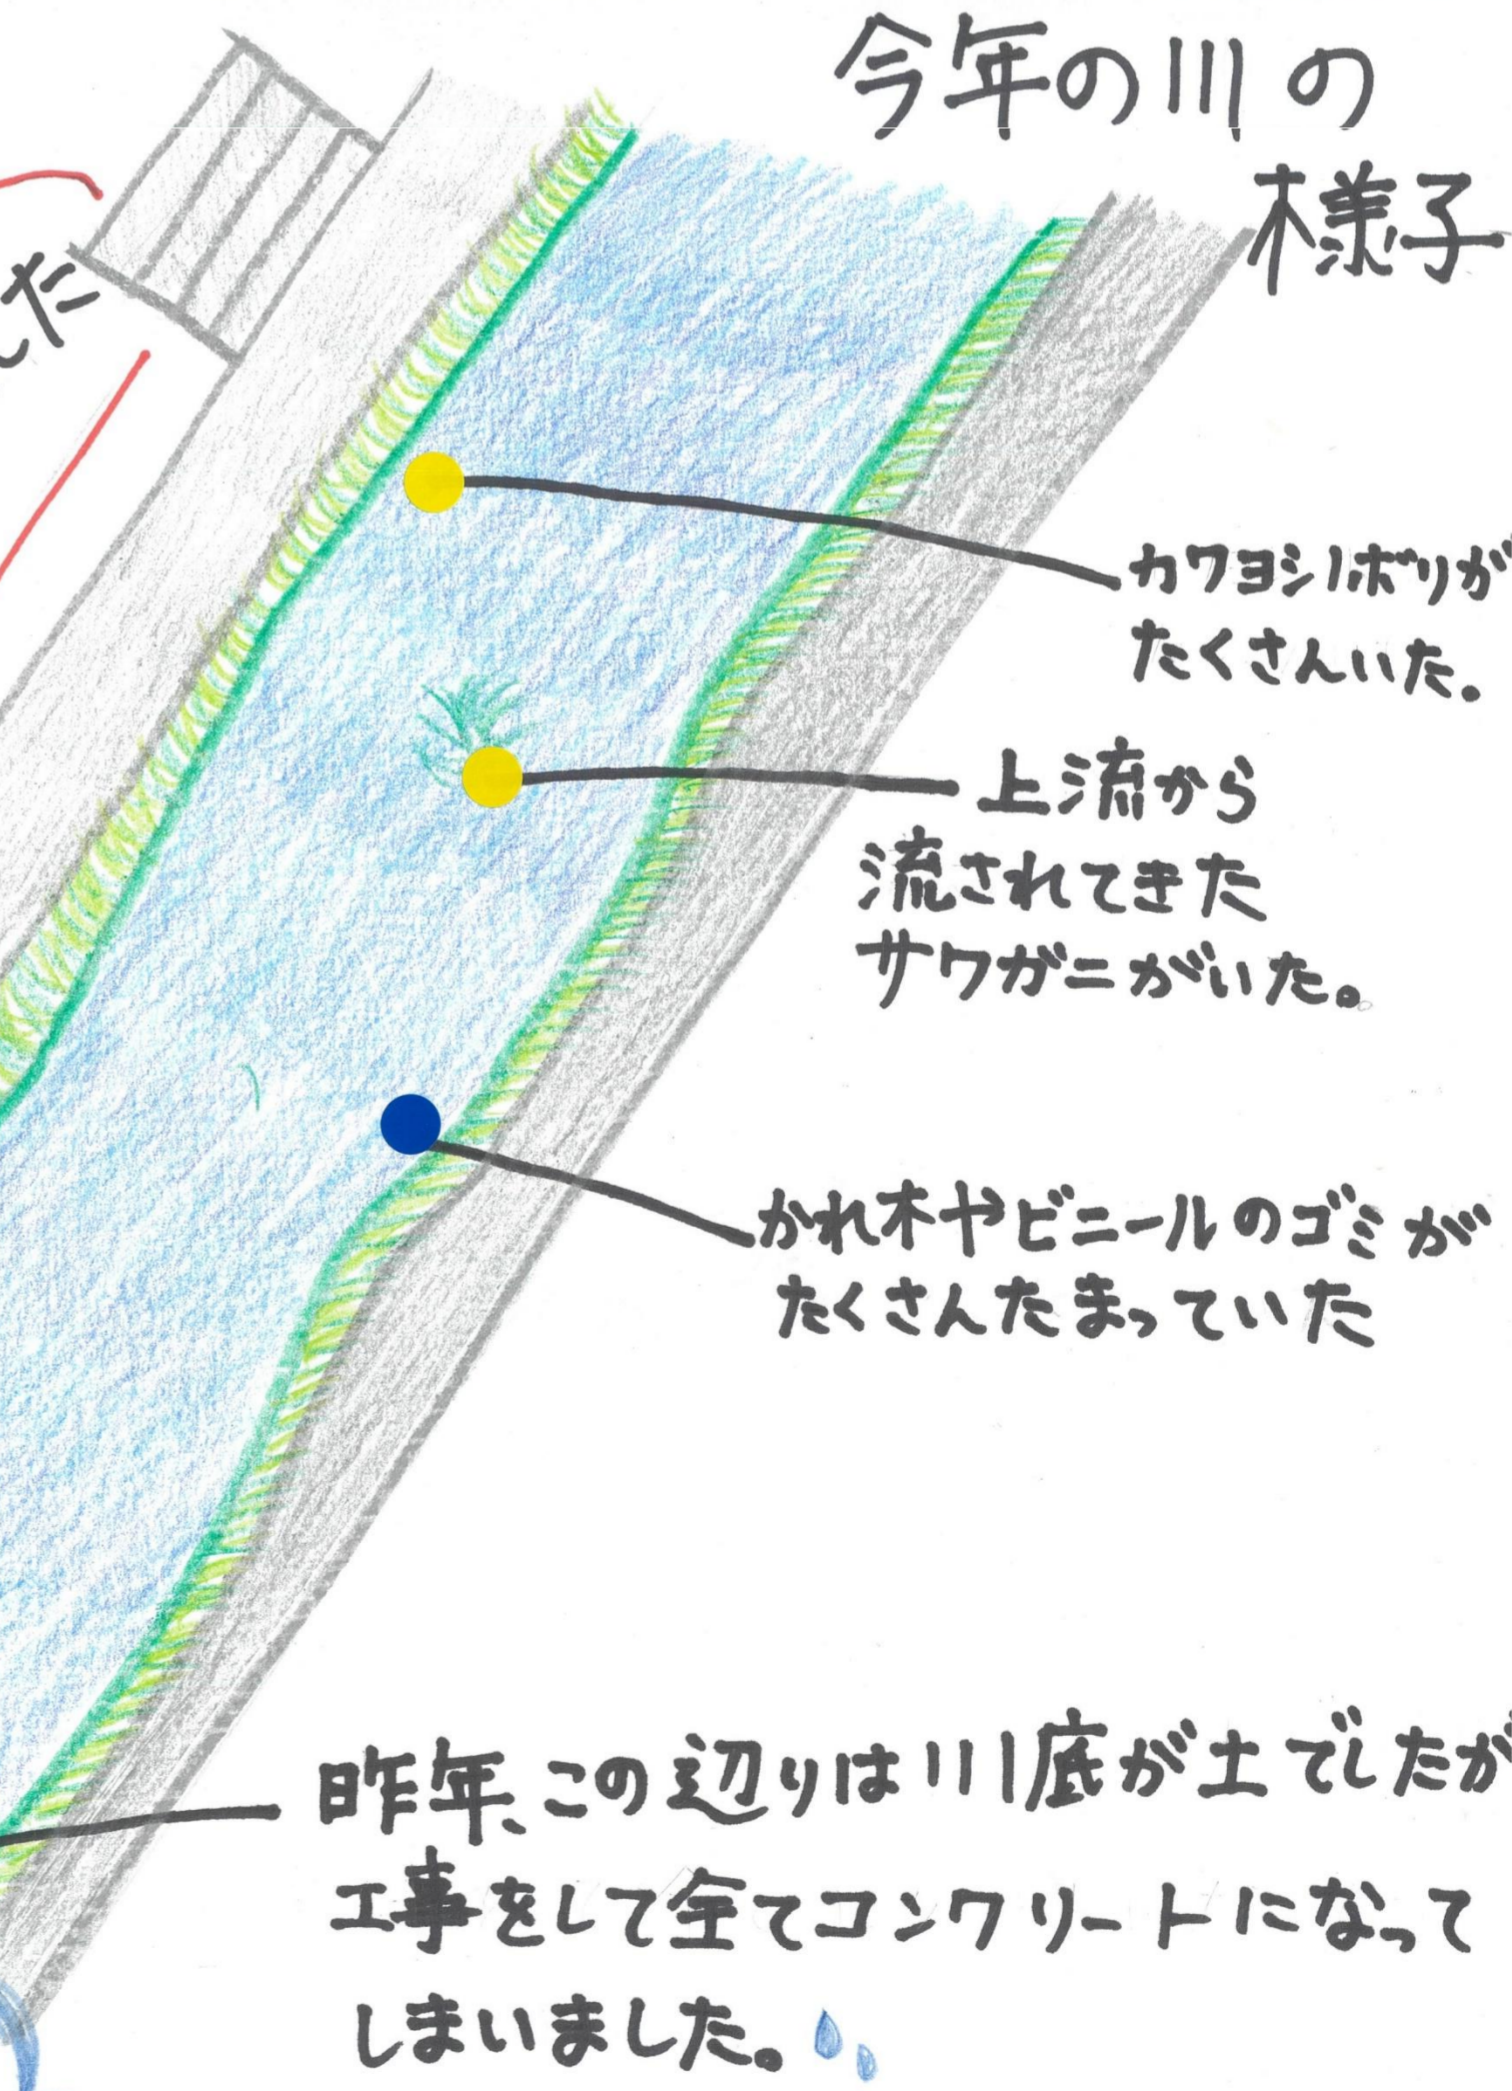 今年の川の
様子
した
カワヨシノボリが
たくさんいた。
上流から
流されてきた
サワガニがいた。
かれ木やビニールのゴミが
たくさんたまっていた
昨年、この辺りは川底が土でしたが
工事をして全てコンクリートになって
しまいました。